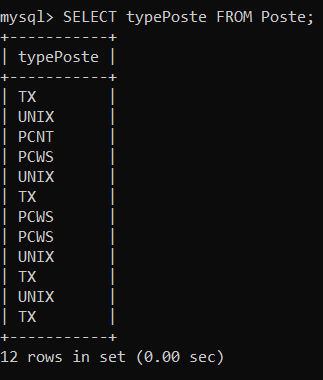 mysql> SELECT typePoste FROM Poste;
+-----------+
| typePoste |
+-----------+
| TX        |
| UNIX      |
| PCNT      |
| PCWS      |
| UNIX      |
| TX        |
| PCWS      |
| PCWS      |
| UNIX      |
| TX        |
| UNIX      |
| TX        |
+-----------+
12 rows in set (0.00 sec)